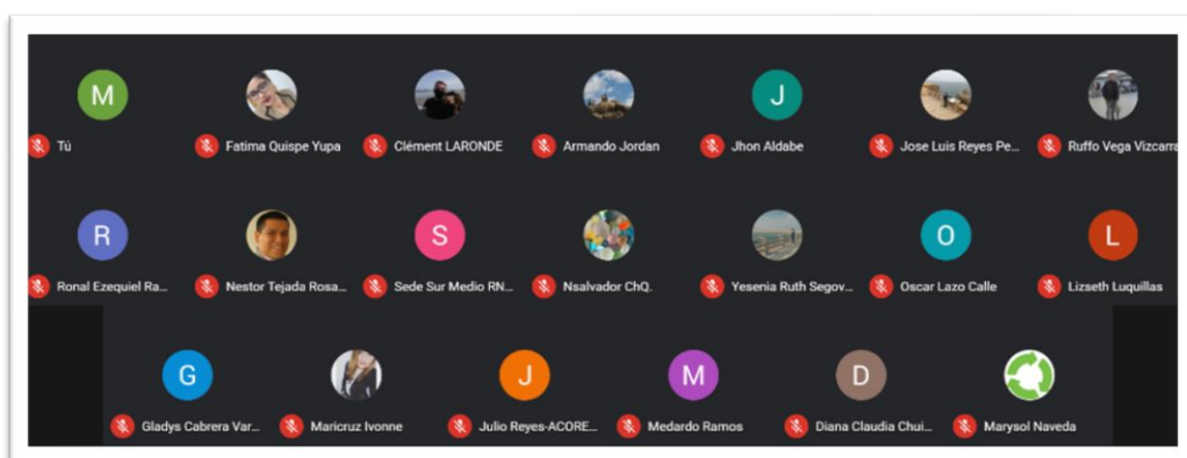 M J
Tú Fatima Quispe Yupa Clément LARONDE Armando Jordan Jhon Aldabe Jose Luis Reyes Pe... Ruffo Vega Vizcarra
R S O L
Ronal Ezequiel Ra... Nestor Tejada Rosa... Sede Sur Medio RN... Nsalvador ChQ. Yesenia Ruth Segov... Oscar Lazo Calle Lizseth Luquillas
G J M D
Gladys Cabrera Var... Maricruz Ivonne Julio Reyes-ACORE... Medardo Ramos Diana Claudia Chui... Marysol Naveda